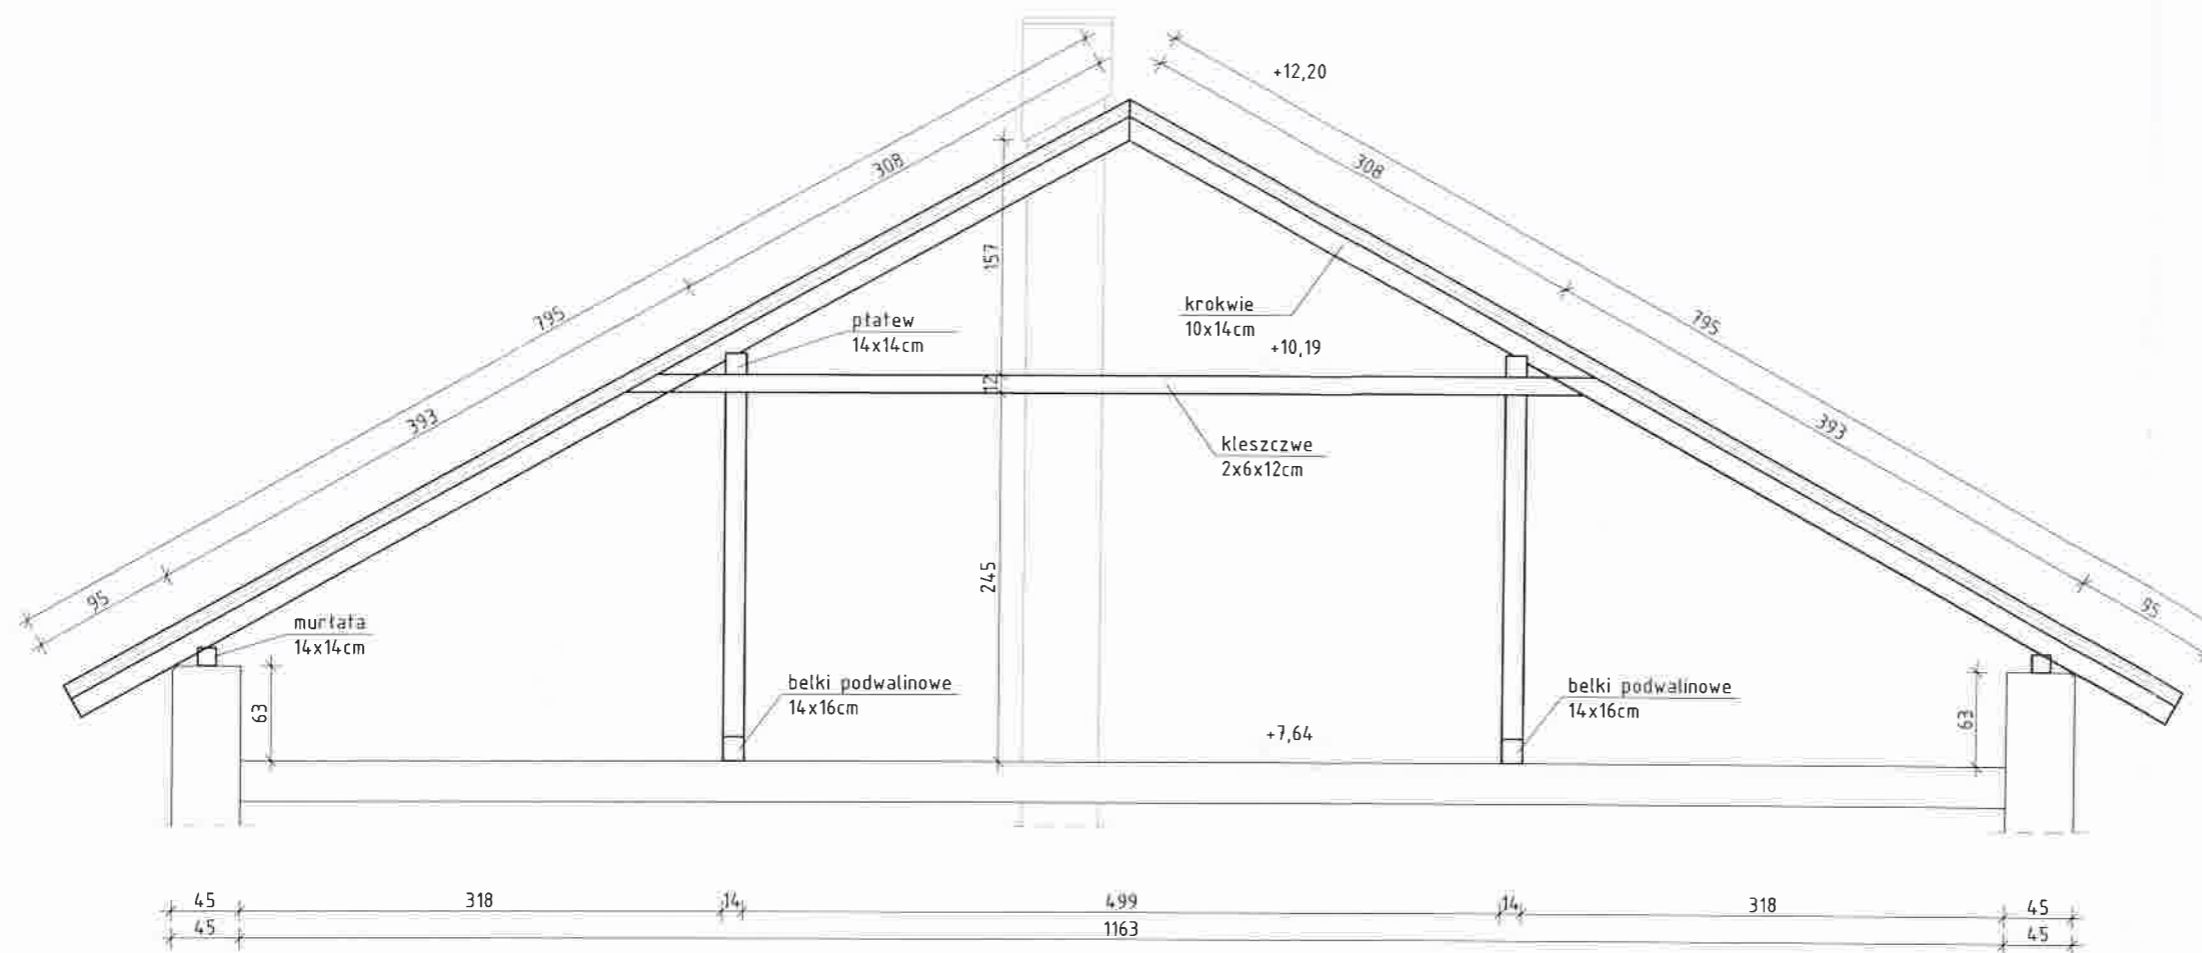 +12,20
308
308
157
krokwie
10x14cm
795
płatew
14x14cm
795
+10,19
12
393
393
kleszczwe
2x6x12cm
245
95
95
murłata
14x14cm
belki podwalinowe
14x16cm
belki podwalinowe
14x16cm
63
63
+7,64
45
318
14
499
14
318
45
45
1163
45